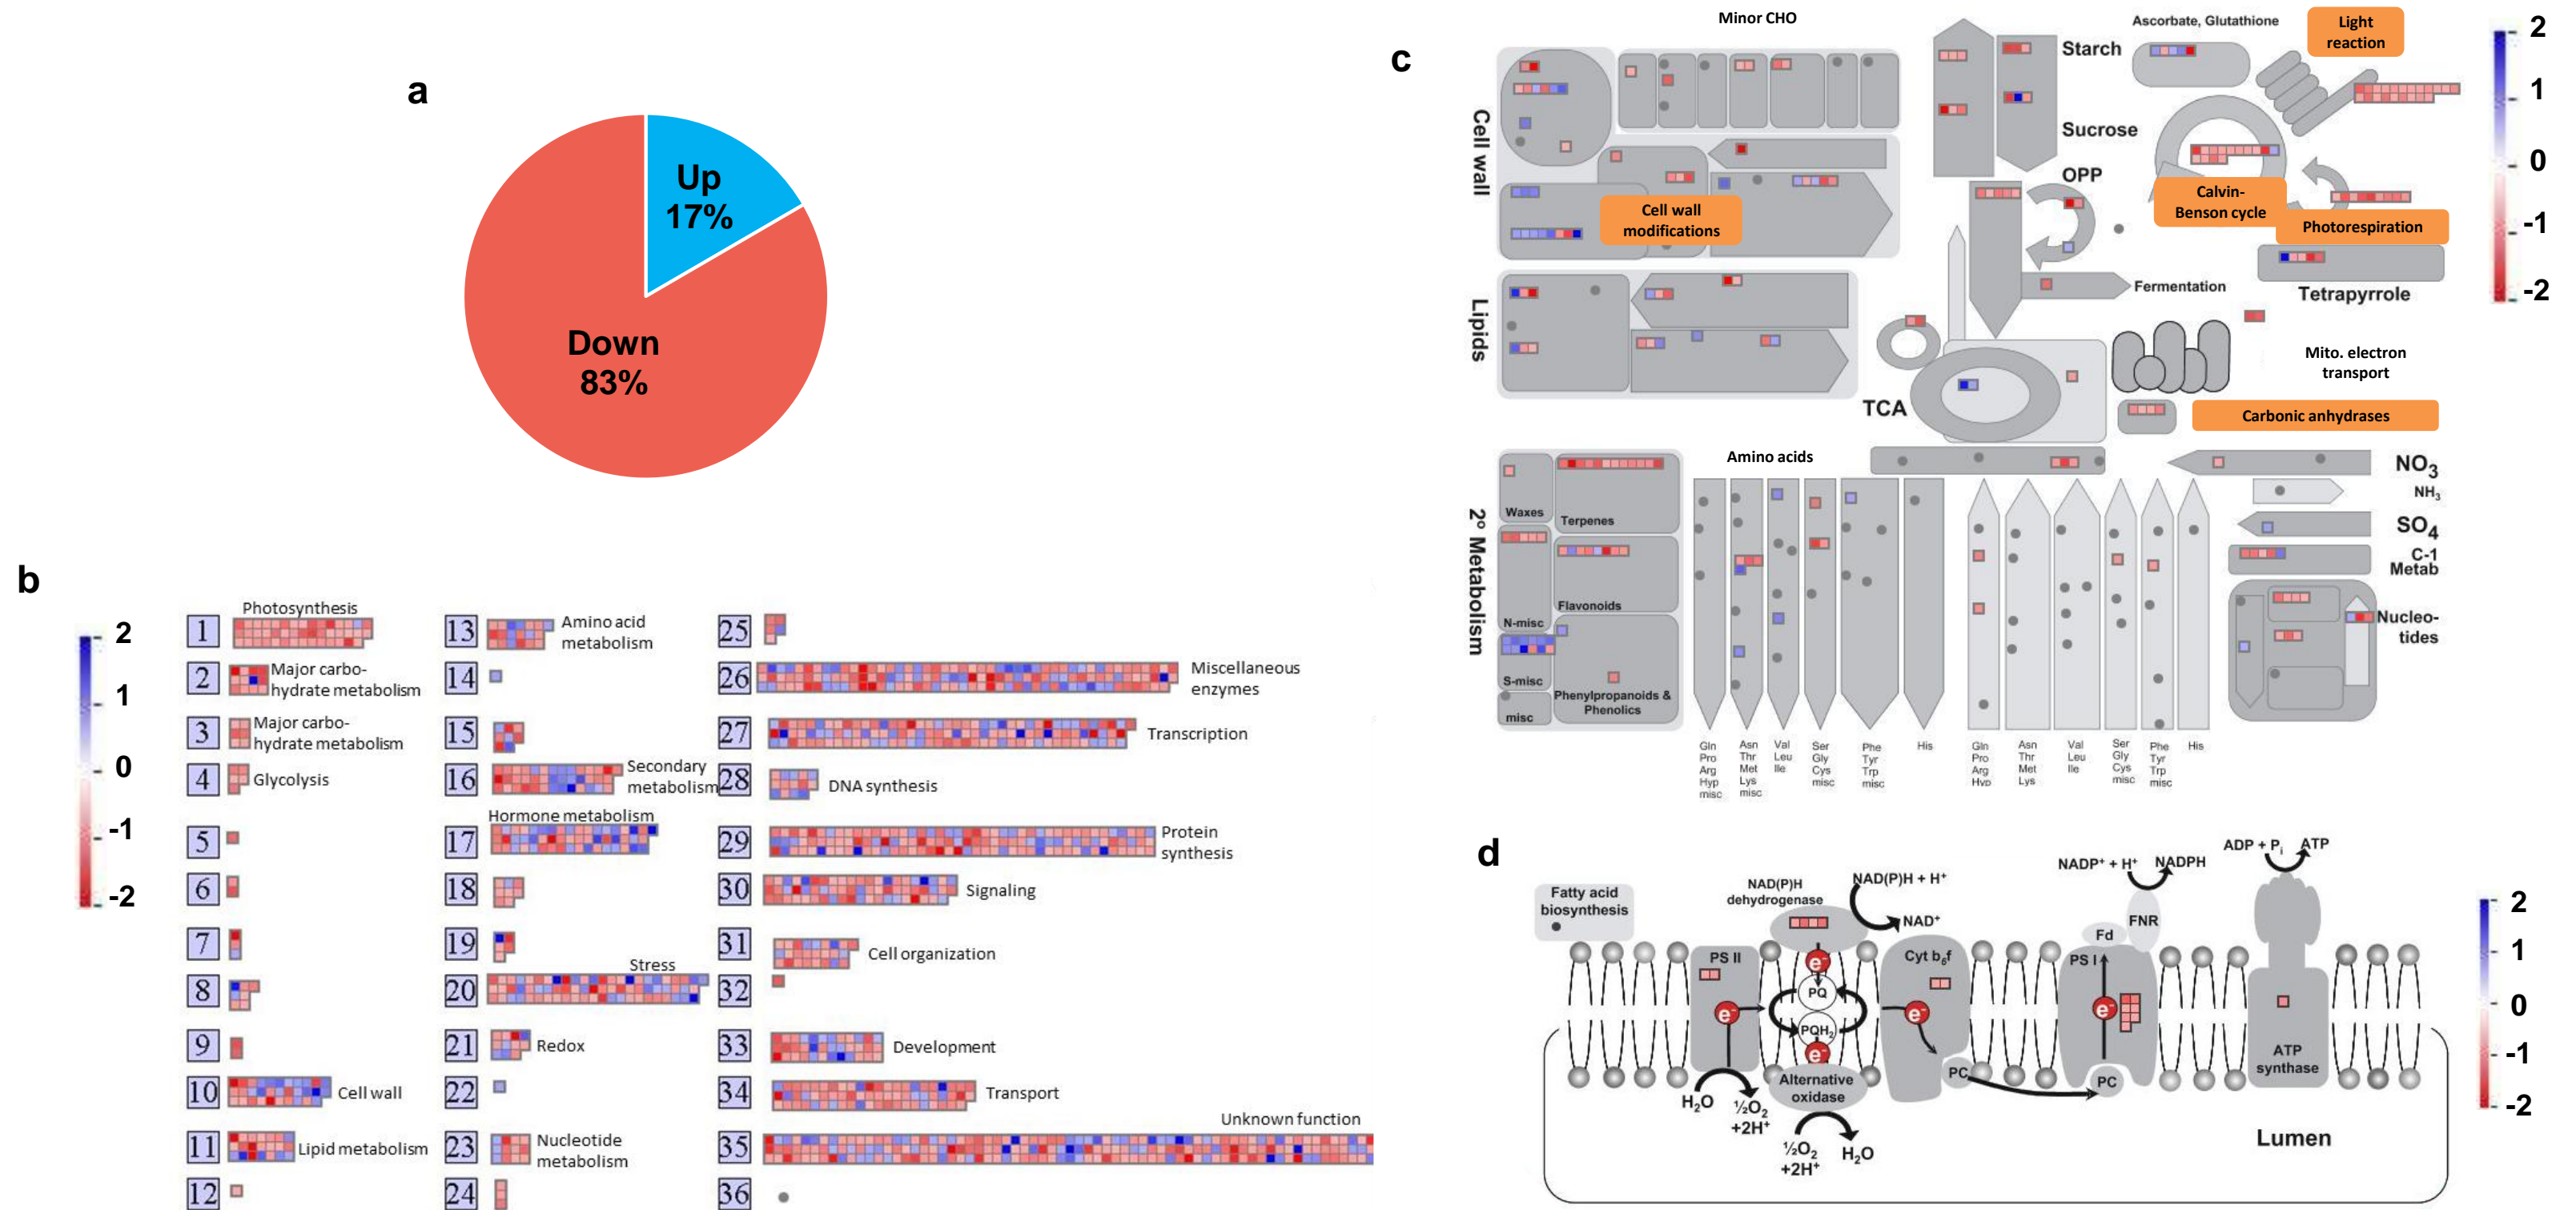 a
Up
17%
Down
83%
b
2
1
0
-1
-2
1
Photosynthesis
2
Major carbo-
hydrate metabolism
3
Major carbo-
hydrate metabolism
4
Glycolysis
5
6
7
8
9
10
Cell wall
11
Lipid metabolism
12
13
Amino acid
metabolism
14
15
16
Secondary
metabolism
17
Hormone metabolism
18
19
20
Stress
21
Redox
22
23
Nucleotide
metabolism
24
25
26
Miscellaneous
enzymes
27
Transcription
28
DNA synthesis
29
Protein
synthesis
30
Signaling
31
Cell organization
32
33
Development
34
Transport
35
Unknown function
36
c
Minor CHO
Cell wall
Cell wall
modifications
Lipids
Starch
Sucrose
OPP
Ascorbate, Glutathione
Light
reaction
Calvin-
Benson cycle
Photorespiration
Tetrapyrrole
Fermentation
Mito. electron
transport
TCA
Carbonic anhydrases
2
1
0
-1
-2
2º Metabolism
Waxes
Terpenes
Flavonoids
N-misc
S-misc
misc
Phenylpropanoids &
Phenolics
Amino acids
Gln
Pro
Arg
Hyp
misc
Asn
Thr
Met
Lys
misc
Val
Leu
Ile
Ser
Gly
Cys
misc
Phe
Tyr
Trp
misc
His
Gln
Pro
Arg
Hyp
Asn
Thr
Met
Lys
Val
Leu
Ile
Ser
Gly
Cys
misc
Phe
Tyr
Trp
misc
His
NO3
NH3
SO4
C-1
Metab
Nucleo-
tides
d
Fatty acid
biosynthesis
NAD(P)H
dehydrogenase
NAD(P)H + H⁺
NAD⁺
NADP⁺ + H⁺
NADPH
ADP + Pi
ATP
FNR
Fd
PS II
e⁻
e⁻
PQ
PQH2
e⁻
Cyt b6f
e⁻
PS I
e⁻
PC
PC
Alternative
oxidase
ATP
synthase
H2O
½O2
+2H⁺
½O2
+2H⁺
H2O
Lumen
2
1
0
-1
-2